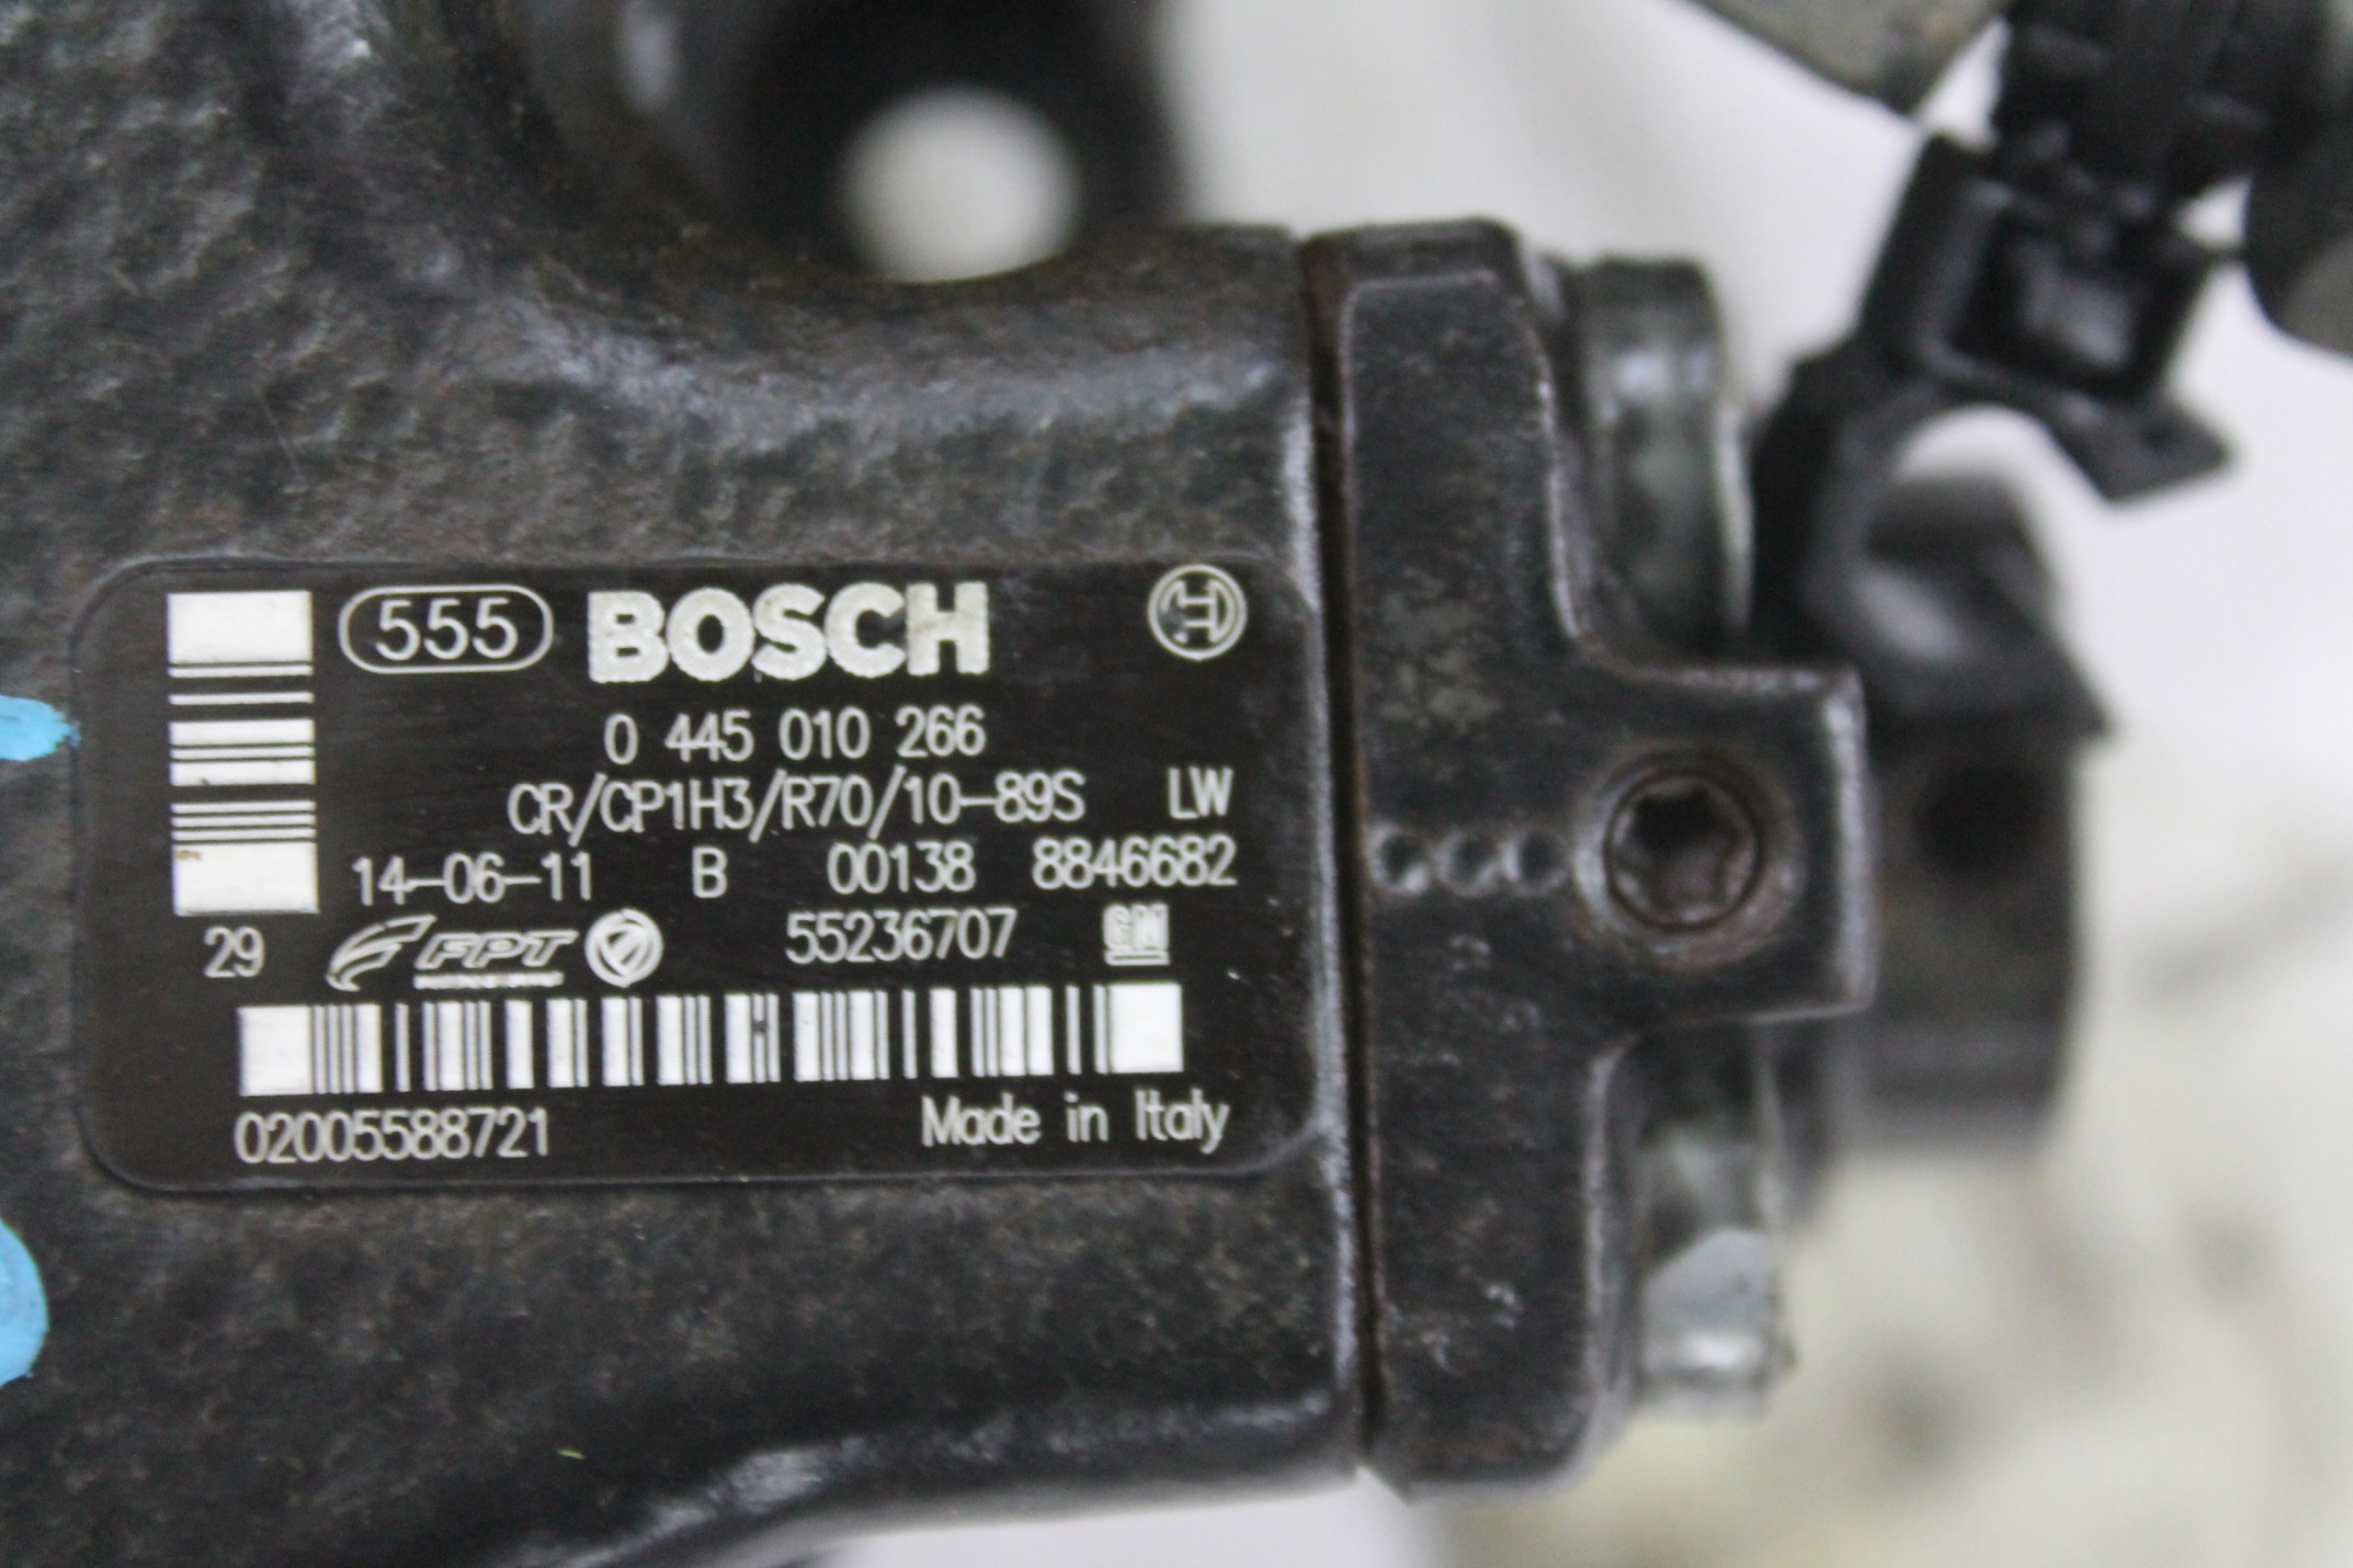 555 BOSCH
0 445 010 266
CR/CP1H3/R70/10-89S LW
14-06-11 B 00138 8846682
29 FPT 55236707 GM
02005588721 Made in Italy